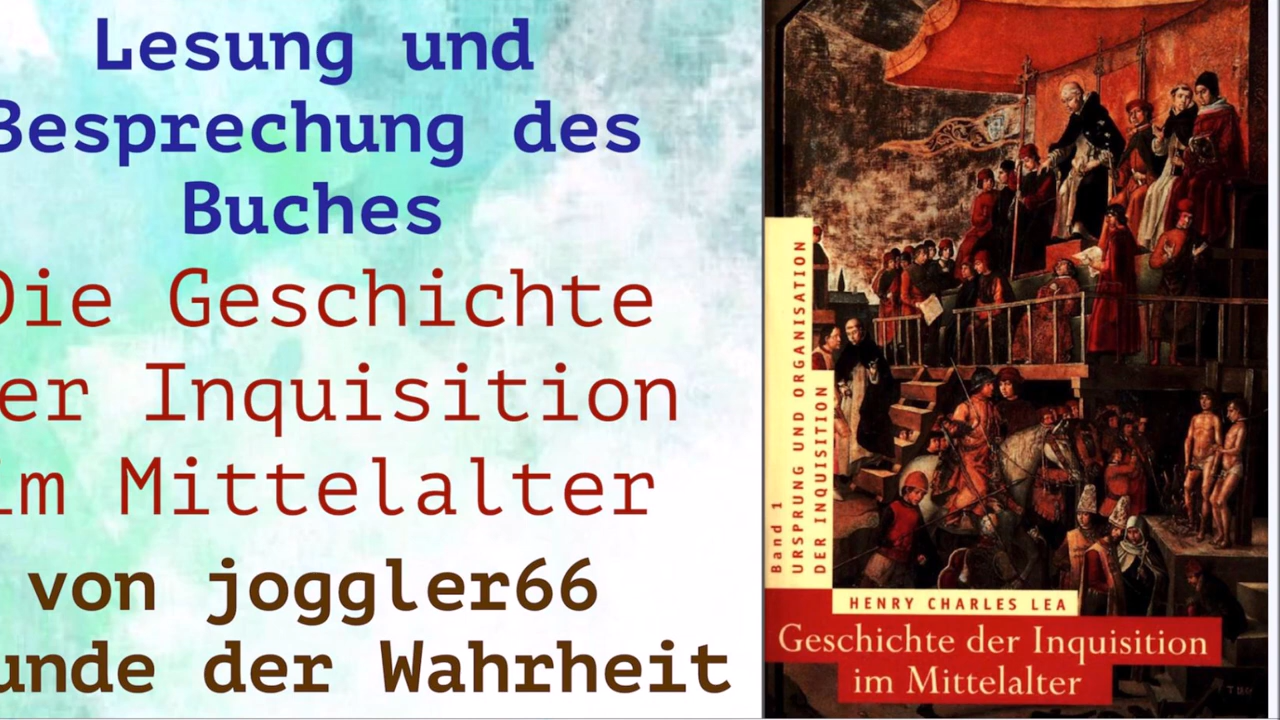 Lesung und
Besprechung des
Buches
Die Geschichte
er Inquisition
im Mittelalter
von joggler66
unde der Wahrheit
Band 1
URSPRUNG UND ORGANISATION
DER INQUISITION
HENRY CHARLES LEA
Geschichte der Inquisition
im Mittelalter